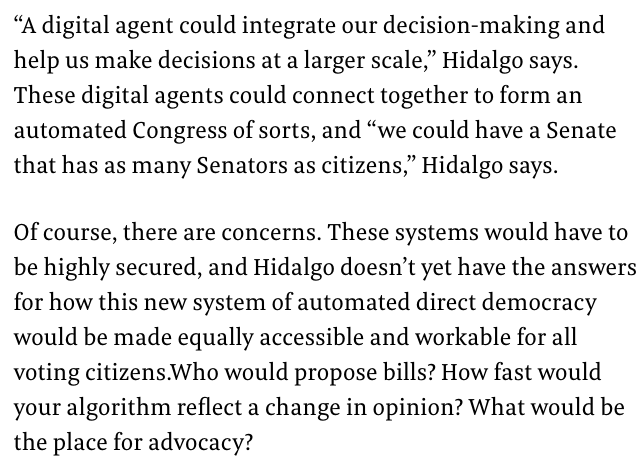 “A digital agent could integrate our decision-making and
help us make decisions at a larger scale,” Hidalgo says.
These digital agents could connect together to form an
automated Congress of sorts, and “we could have a Senate
that has as many Senators as citizens,” Hidalgo says.
Of course, there are concerns. These systems would have to
be highly secured, and Hidalgo doesn’t yet have the answers
for how this new system of automated direct democracy
would be made equally accessible and workable for all
voting citizens.Who would propose bills? How fast would
your algorithm reflect a change in opinion? What would be
the place for advocacy?